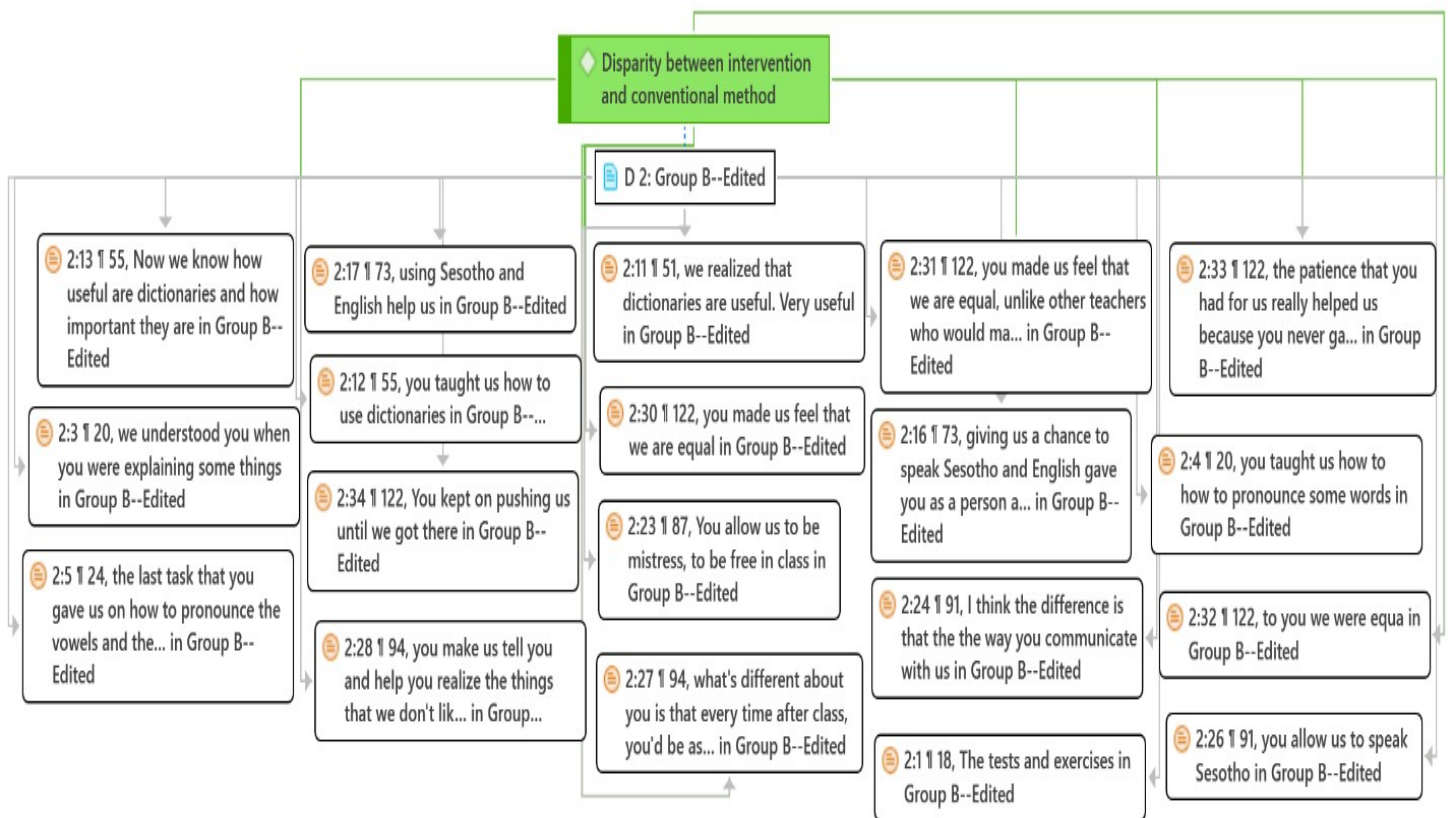 Disparity between intervention
and conventional method
D 2: Group B--Edited
2:13 ¶ 55, Now we know how
useful are dictionaries and how
important they are in Group B--
Edited
2:3 ¶ 20, we understood you when
you were explaining some things
in Group B--Edited
2:5 ¶ 24, the last task that you
gave us on how to pronounce the
vowels and the... in Group B--
Edited
2:17 ¶ 73, using Sesotho and
English help us in Group B--Edited
2:12 ¶ 55, you taught us how to
use dictionaries in Group B--...
2:34 ¶ 122, You kept on pushing us
until we got there in Group B--
Edited
2:28 ¶ 94, you make us tell you
and help you realize the things
that we don't lik... in Group...
2:11 ¶ 51, we realized that
dictionaries are useful. Very useful
in Group B--Edited
2:30 ¶ 122, you made us feel that
we are equal in Group B--Edited
2:23 ¶ 87, You allow us to be
mistress, to be free in class in
Group B--Edited
2:27 ¶ 94, what's different about
you is that every time after class,
you'd be as... in Group B--Edited
2:31 ¶ 122, you made us feel that
we are equal, unlike other teachers
who would ma... in Group B--
Edited
2:16 ¶ 73, giving us a chance to
speak Sesotho and English gave
you as a person a... in Group B--
Edited
2:24 ¶ 91, I think the difference is
that the the way you communicate
with us in Group B--Edited
2:1 ¶ 18, The tests and exercises in
Group B--Edited
2:33 ¶ 122, the patience that you
had for us really helped us
because you never ga... in Group
B--Edited
2:4 ¶ 20, you taught us how to
how to pronounce some words in
Group B--Edited
2:32 ¶ 122, to you we were equa in
Group B--Edited
2:26 ¶ 91, you allow us to speak
Sesotho in Group B--Edited